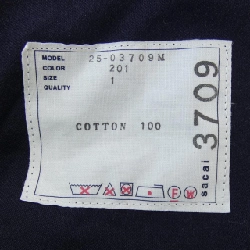 MODEL 25-03709M
COLOR 201
SIZE 1
QUALITY
COTTON 100
sacai 3709
F W